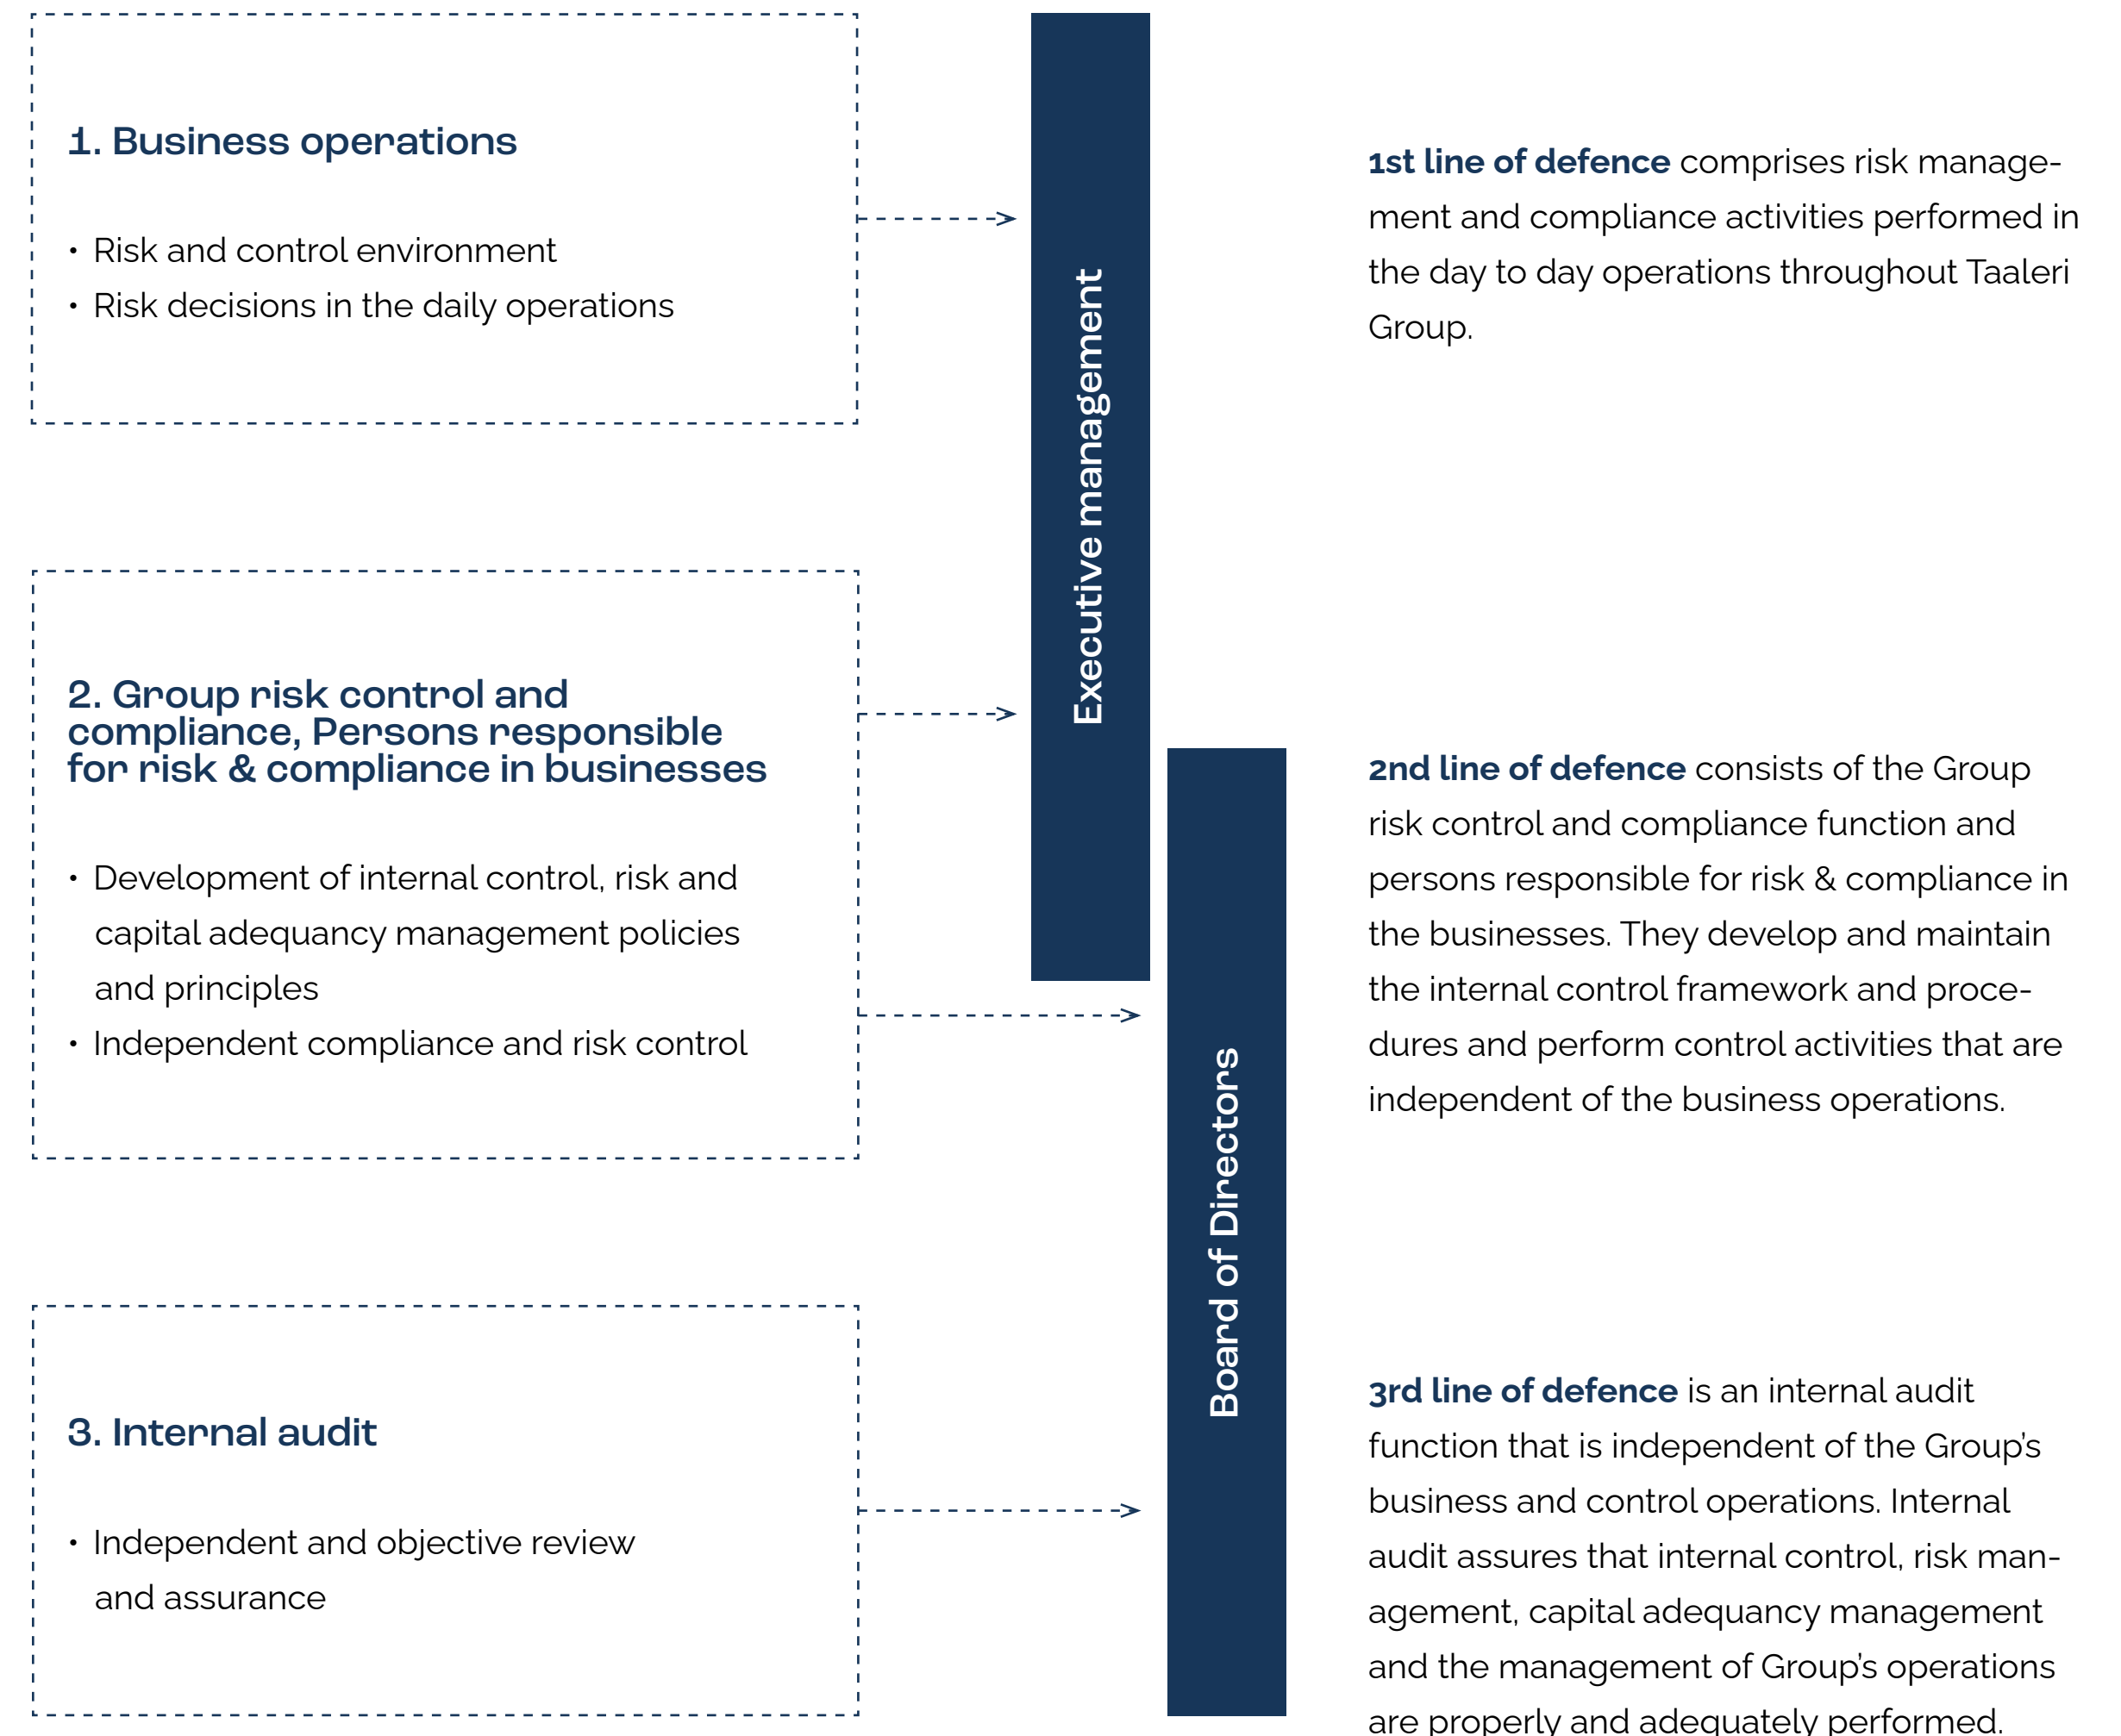 1. Business operations
• Risk and control environment
• Risk decisions in the daily operations
2. Group risk control and
compliance, Persons responsible
for risk & compliance in businesses
• Development of internal control, risk and
capital adequancy management policies
and principles
• Independent compliance and risk control
3. Internal audit
• Independent and objective review
and assurance
Executive management
Board of Directors
1st line of defence comprises risk manage-
ment and compliance activities performed in
the day to day operations throughout Taaleri
Group.
2nd line of defence consists of the Group
risk control and compliance function and
persons responsible for risk & compliance in
the businesses. They develop and maintain
the internal control framework and proce-
dures and perform control activities that are
independent of the business operations.
3rd line of defence is an internal audit
function that is independent of the Group’s
business and control operations. Internal
audit assures that internal control, risk man-
agement, capital adequancy management
and the management of Group’s operations
are properly and adequately performed.